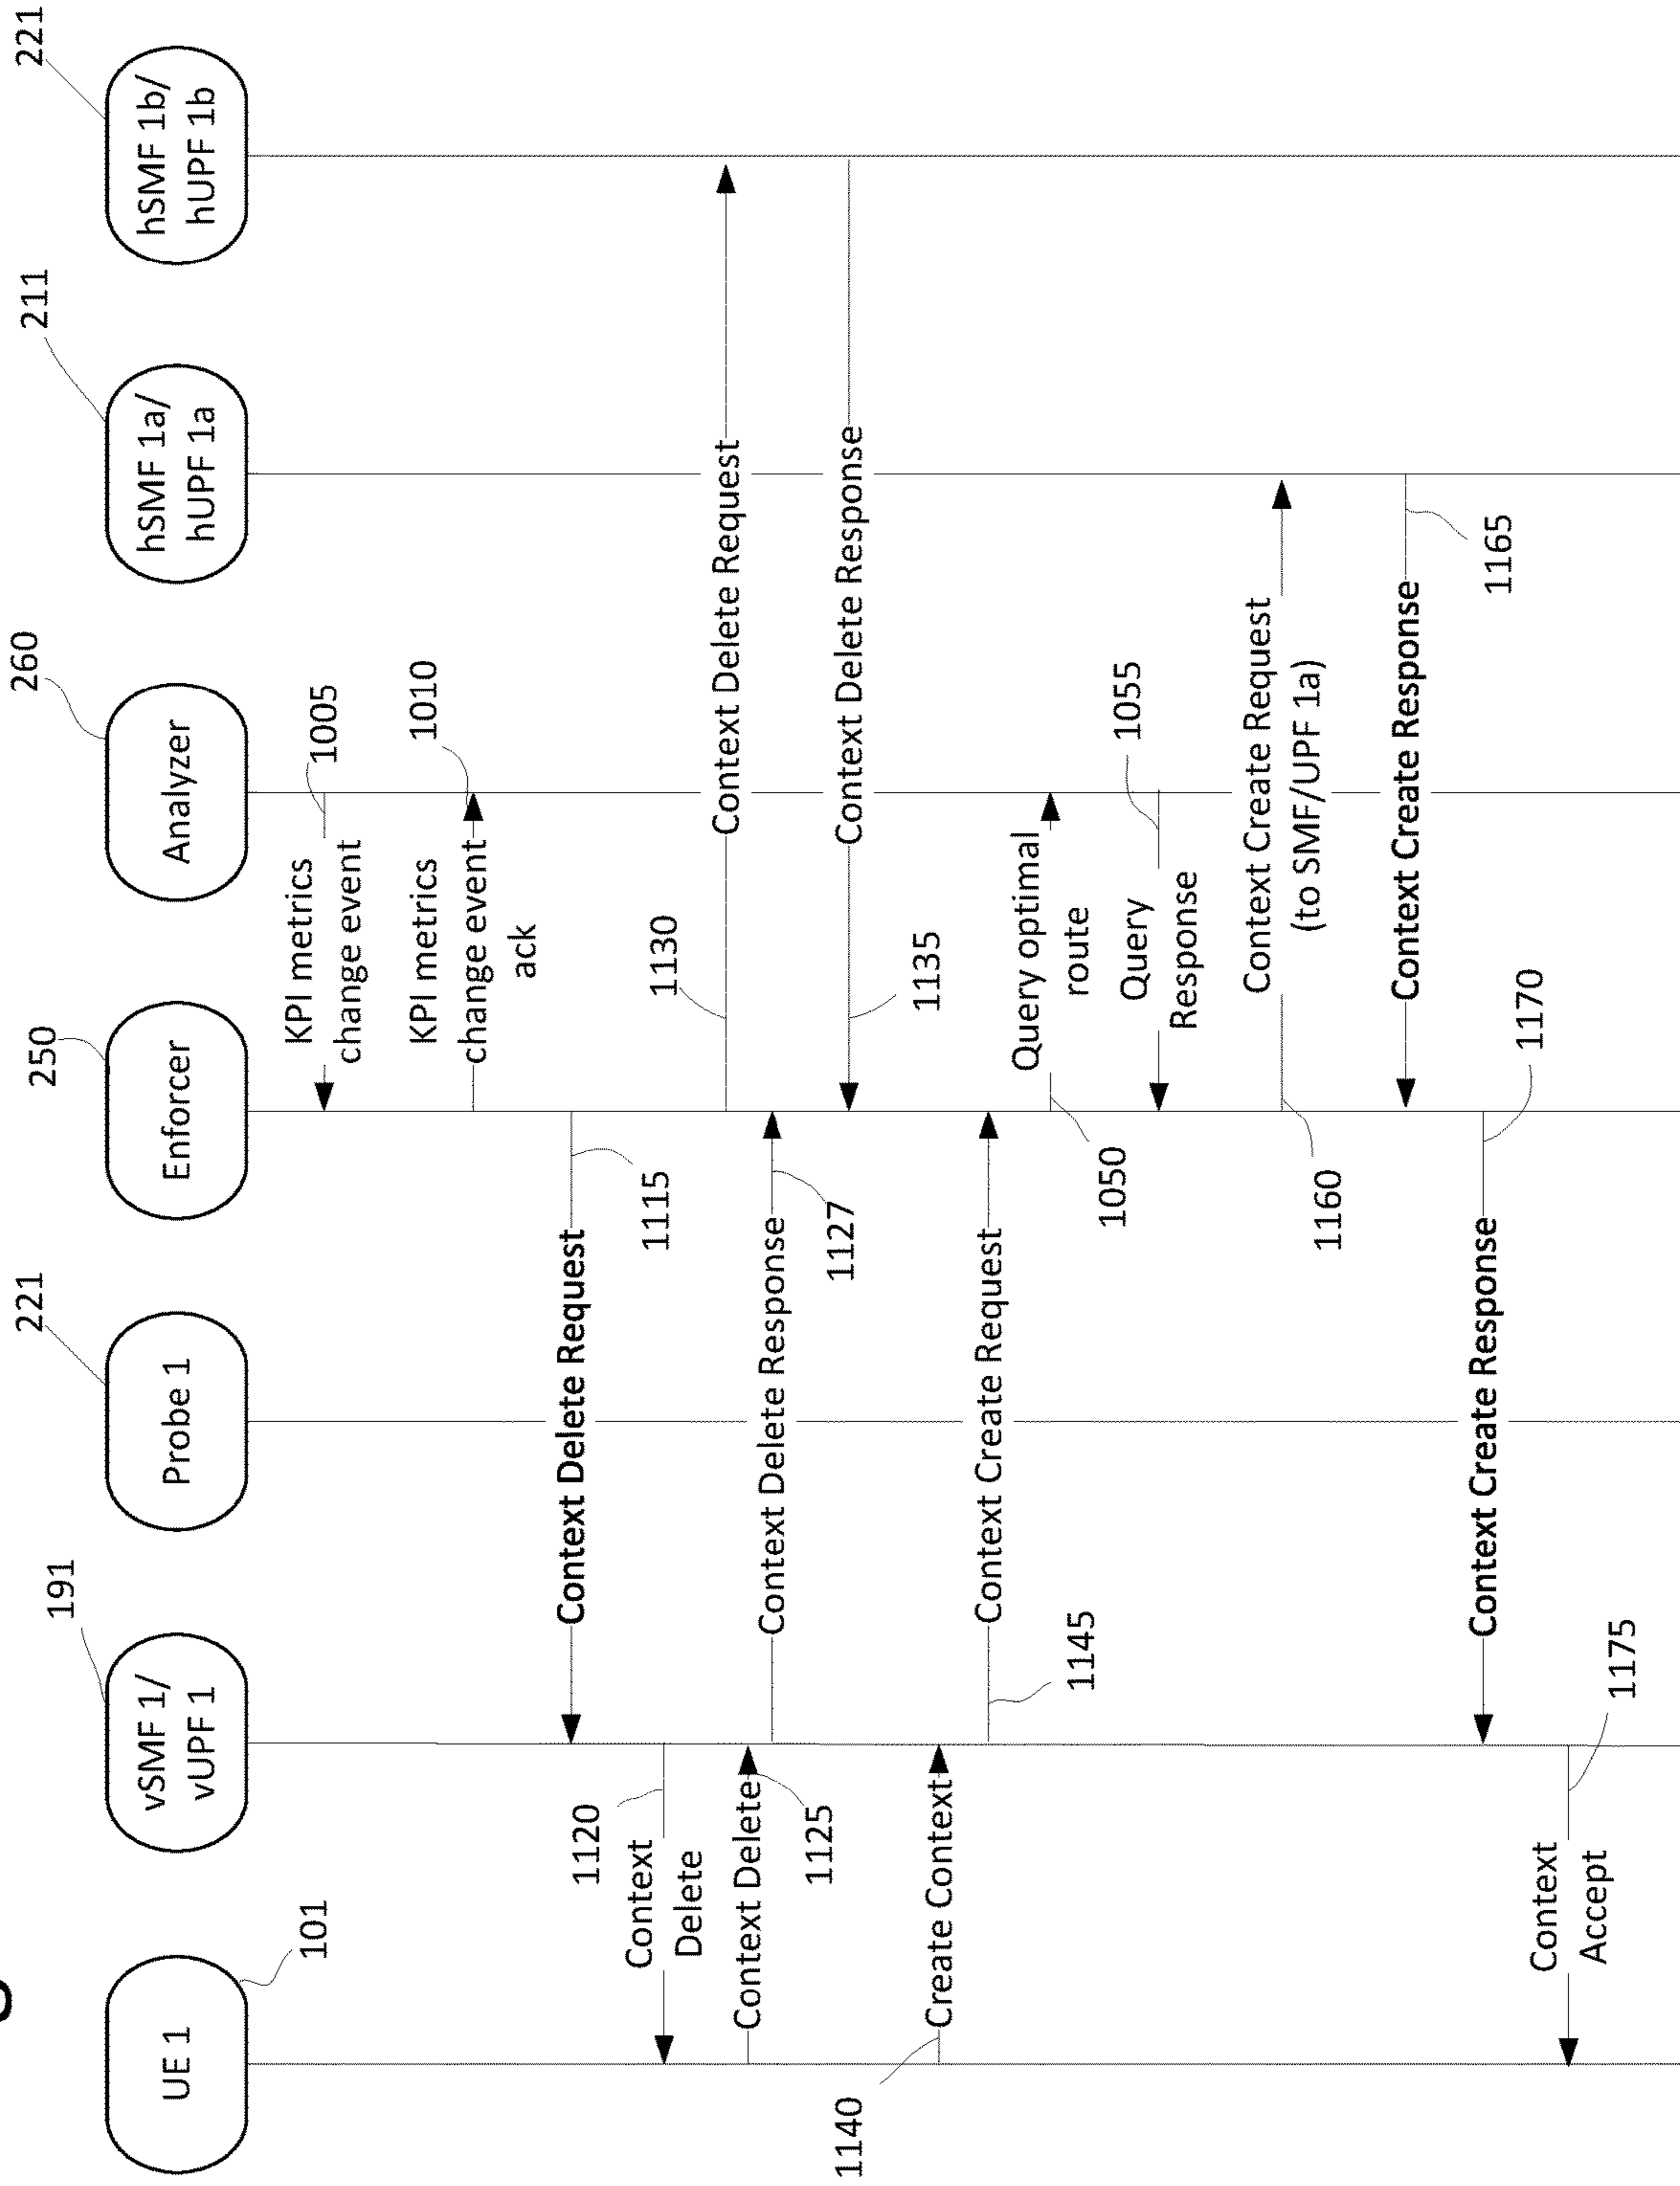 191
221
250
260
211
221
UE 1
vSMF 1/
vUPF 1
Probe 1
Enforcer
Analyzer
hSMF 1a/
hUPF 1a
hSMF 1b/
hUPF 1b
101
KPI metrics
change event
1005
KPI metrics
change event
ack
1010
Context Delete Request
1115
1120
Context
Delete
1130
Context Delete Request
Context Delete
1125
Context Delete Response
1127
Context Delete Response
1135
1140
Create Context
Context Create Request
1145
Query optimal
route
1050
Query
Response
1055
Context Create Request
(to SMF/UPF 1a)
1160
Context Create Response
1165
Context Create Response
1170
Context
Accept
1175